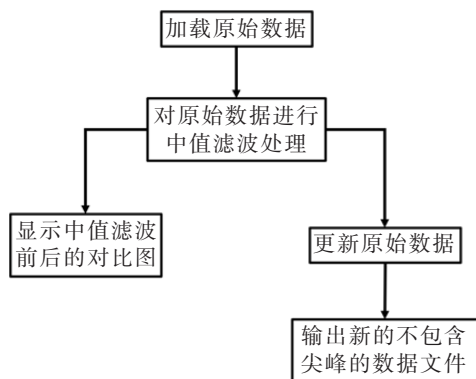 加载原始数据
对原始数据进行
中值滤波处理
显示中值滤波
前后的对比图
更新原始数据
输出新的不包含
尖峰的数据文件